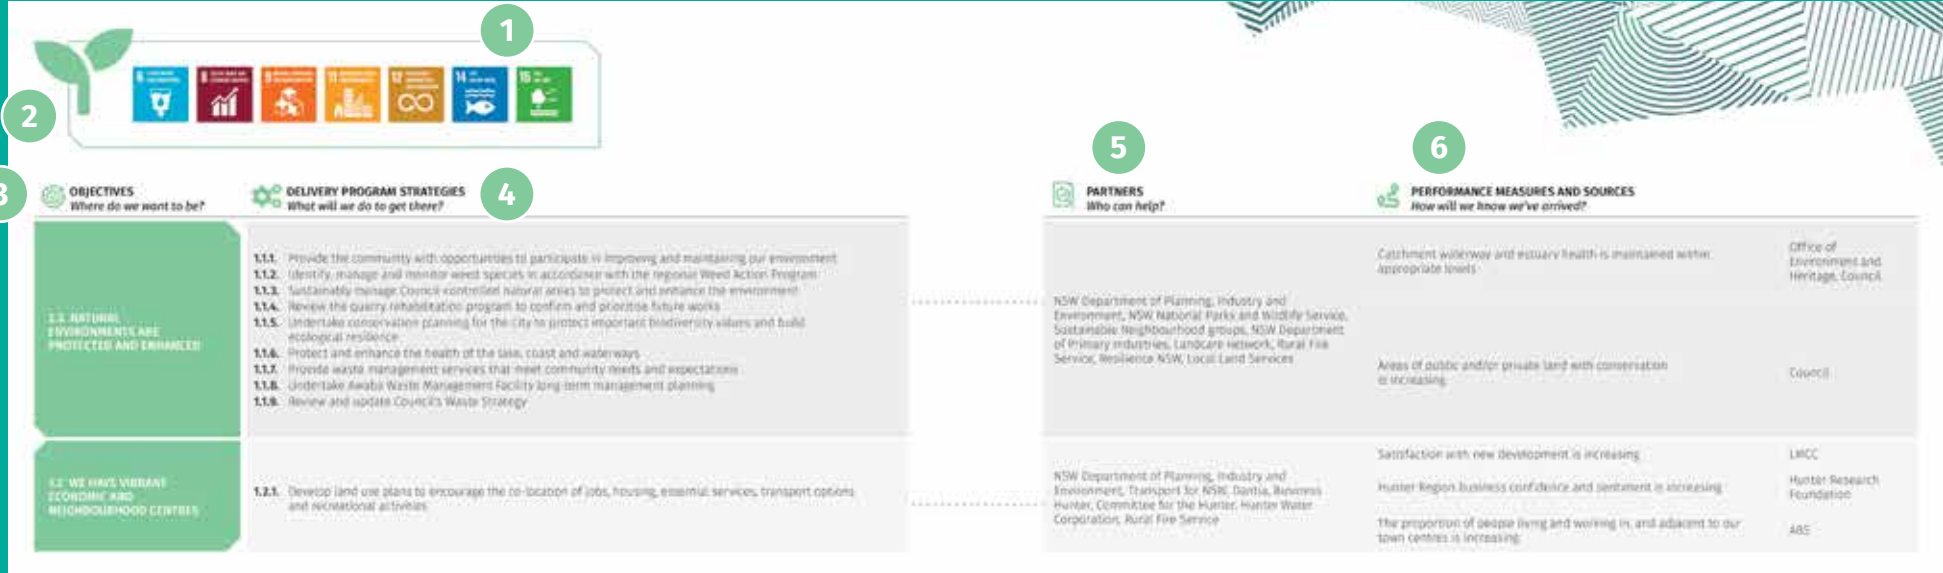 1
2
6
8
9
11
12
14
15
3
OBJECTIVES
Where do we want to be?
DELIVERY PROGRAM STRATEGIES
What will we do to get there?
4
5
PARTNERS
Who can help?
6
PERFORMANCE MEASURES AND SOURCES
How will we know we've arrived?
1.1. NATURAL
ENVIRONMENTS ARE
PROTECTED AND ENHANCED
1.1.1. Provide the community with opportunities to participate in improving and maintaining our environment
1.1.2. Identify, manage and monitor weed species in accordance with the regional Weed Action Program
1.1.3. Sustainably manage Council-controlled natural areas to protect and enhance the environment
1.1.4. Review the quarry rehabilitation program to confirm and prioritise future works
1.1.5. Undertake conservation planning for the city to protect important biodiversity values and build
ecological resilience
1.1.6. Protect and enhance the health of the lake, coast and waterways
1.1.7. Provide waste management services that meet community needs and expectations
1.1.8. Undertake Awaba Waste Management Facility long-term management planning
1.1.9. Review and update Council's Waste Strategy
NSW Department of Planning, Industry and
Environment, NSW National Parks and Wildlife Service,
Sustainable Neighbourhood groups, NSW Department
of Primary Industries, Landcare network, Rural Fire
Service, Resilience NSW, Local Land Services
Catchment waterway and estuary health is maintained within
appropriate levels
Office of
Environment and
Heritage, Council
Areas of public and/or private land with conservation
is increasing
Council
1.2 WE HAVE VIBRANT
ECONOMIC AND
NEIGHBOURHOOD CENTRES
1.2.1. Develop land use plans to encourage the co-location of jobs, housing, essential services, transport options
and recreational activities
NSW Department of Planning, Industry and
Environment, Transport for NSW, Dantia, Business
Hunter, Committee for the Hunter, Hunter Water
Corporation, Rural Fire Service
Satisfaction with new development is increasing
LMCC
Hunter Region business confidence and sentiment is increasing
Hunter Research
Foundation
The proportion of people living and working in, and adjacent to our
town centres is increasing
ABS